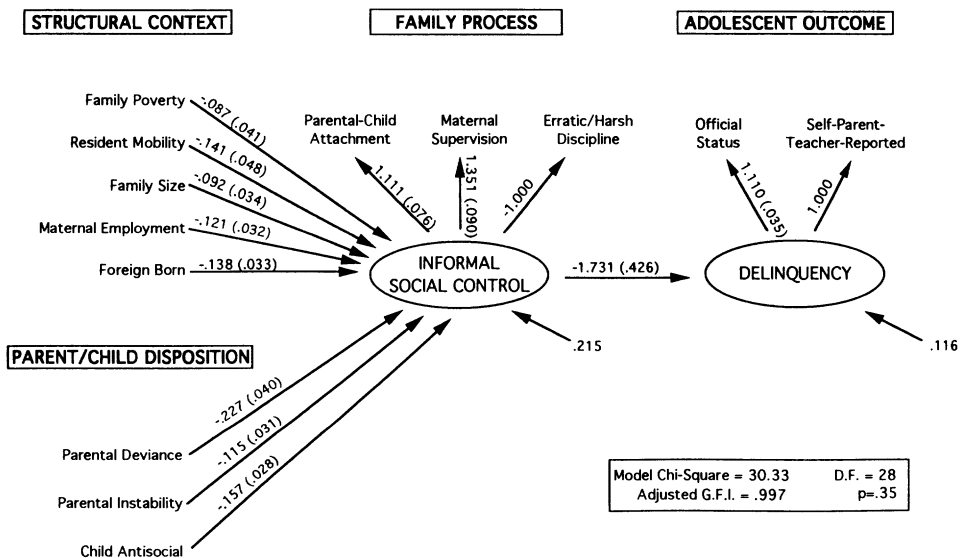 STRUCTURAL CONTEXT
FAMILY PROCESS
ADOLESCENT OUTCOME
Family Poverty
-.087 (.041)
Resident Mobility
-.141 (.048)
Family Size
-.092 (.034)
Maternal Employment
-.121 (.032)
Foreign Born
-.138 (.033)
Parental-Child
Attachment
Maternal
Supervision
Erratic/Harsh
Discipline
1.111 (.076)
1.351 (.090)
-1.000
INFORMAL
SOCIAL CONTROL
-1.731 (.426)
.215
Official
Status
Self-Parent-
Teacher-Reported
1.110 (.035)
1.000
DELINQUENCY
.116
PARENT/CHILD DISPOSITION
Parental Deviance
-.227 (.040)
Parental Instability
-.115 (.031)
Child Antisocial
-.157 (.028)
Model Chi-Square = 30.33 D.F. = 28
Adjusted G.F.I. = .997 p=.35